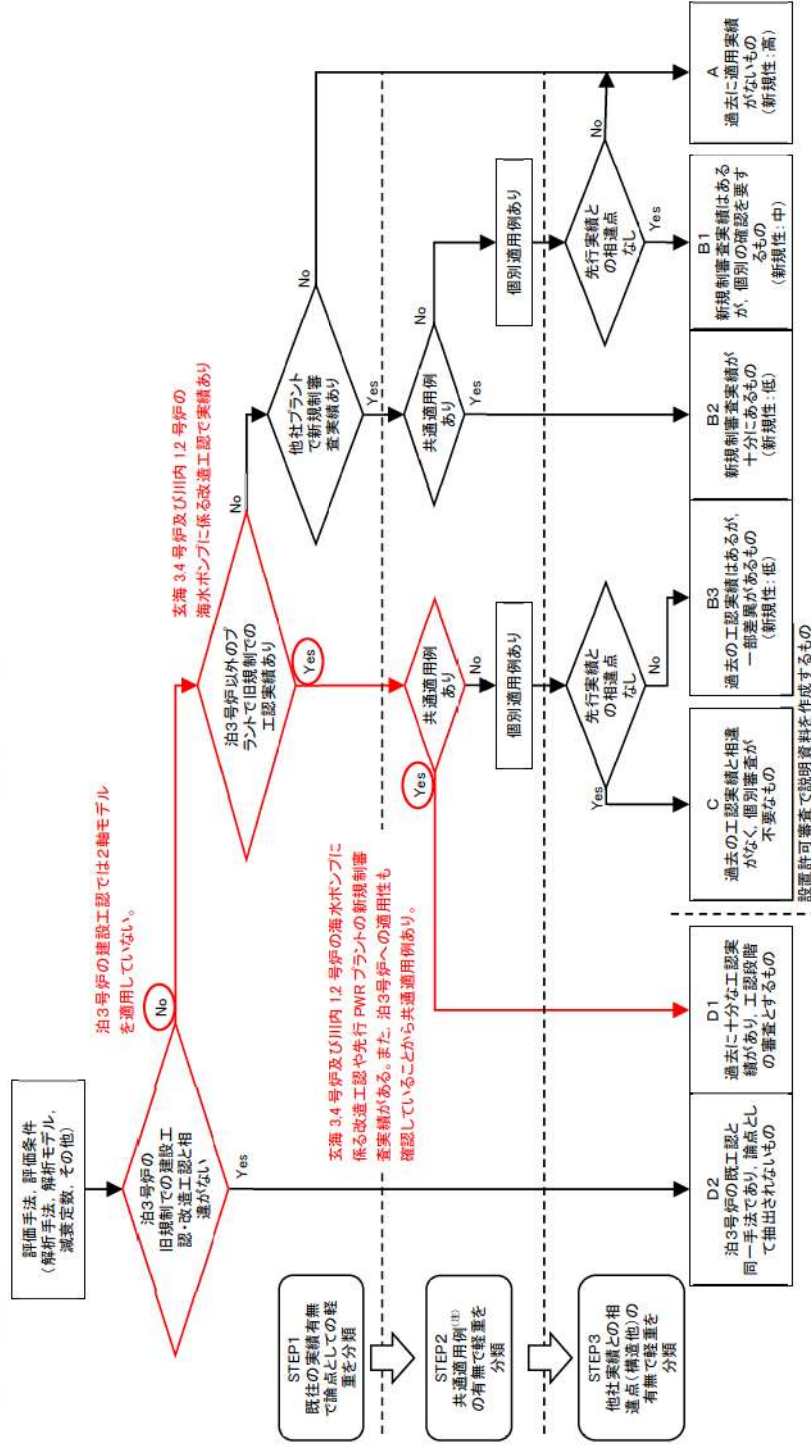 評価手法，評価条件
（解析手法，解析モデル，
減衰定数，その他）
泊3号炉の
旧規制での建設工
認・改造工認と相
違がない
No
Yes
泊3号炉の建設工認では2軸モデル
を適用していない。
泊3号炉以外のプ
ラントで旧規制での
工認実績あり
No
Yes
玄海 3,4 号炉及び川内 1,2 号炉の
海水ポンプに係る改造工認で実績あり
他社プラント
で新規制審
査実績あり
No
Yes
STEP1
既往の実績有無
で論点としての軽
重を分類
STEP2
共通適用例(注)
の有無で軽重を
分類
STEP3
他社実績との相
違点（構造他）の
有無で軽重を
分類
玄海 3,4 号炉及び川内 1,2 号炉の海水ポンプに
係る改造工認や先行 PWR プラントの新規制審
査実績がある。また，泊3号炉への適用性も
確認していることから共通適用例あり。
共通適用例
あり
Yes
No
個別適用例あり
共通適用例
あり
No
Yes
個別適用例あり
先行実績と
の相違点
なし
Yes
No
先行実績と
の相違点
なし
No
Yes
D2
泊3号炉の既工認と
同一手法であり，論点とし
て抽出されないもの
D1
過去に十分な工認実
績があり，工認段階
の審査とするもの
C
過去の工認実績と相違
がなく，個別審査が
不要なもの
B3
過去の工認実績はあるが，
一部差異があるもの
（新規性：低）
B2
新規制審査実績が
十分にあるもの
（新規性：低）
B1
新規制審査実績はある
が，個別の確認を要す
るもの
（新規性：中）
A
過去に適用実績
がないもの
（新規性：高）
設置許可審査で説明資料を作成するもの